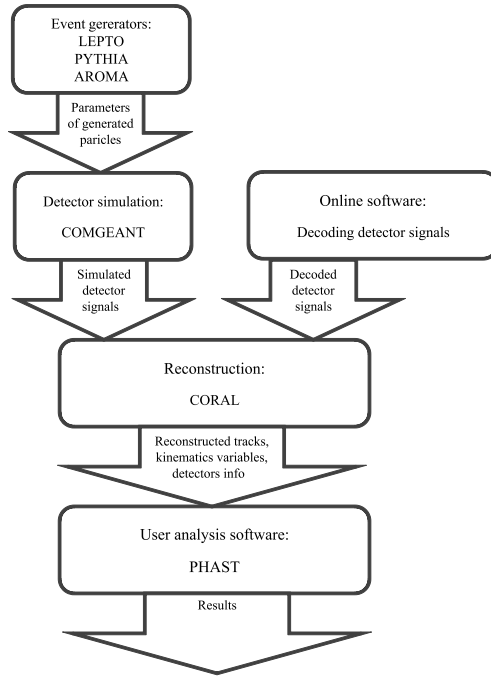 Event gererators:
LEPTO
PYTHIA
AROMA
Parameters
of generated
paricles
Detector simulation:
COMGEANT
Online software:
Decoding detector signals
Simulated
detector
signals
Decoded
detector
signals
Reconstruction:
CORAL
Reconstructed tracks,
kinematics variables,
detectors info
User analysis software:
PHAST
Results